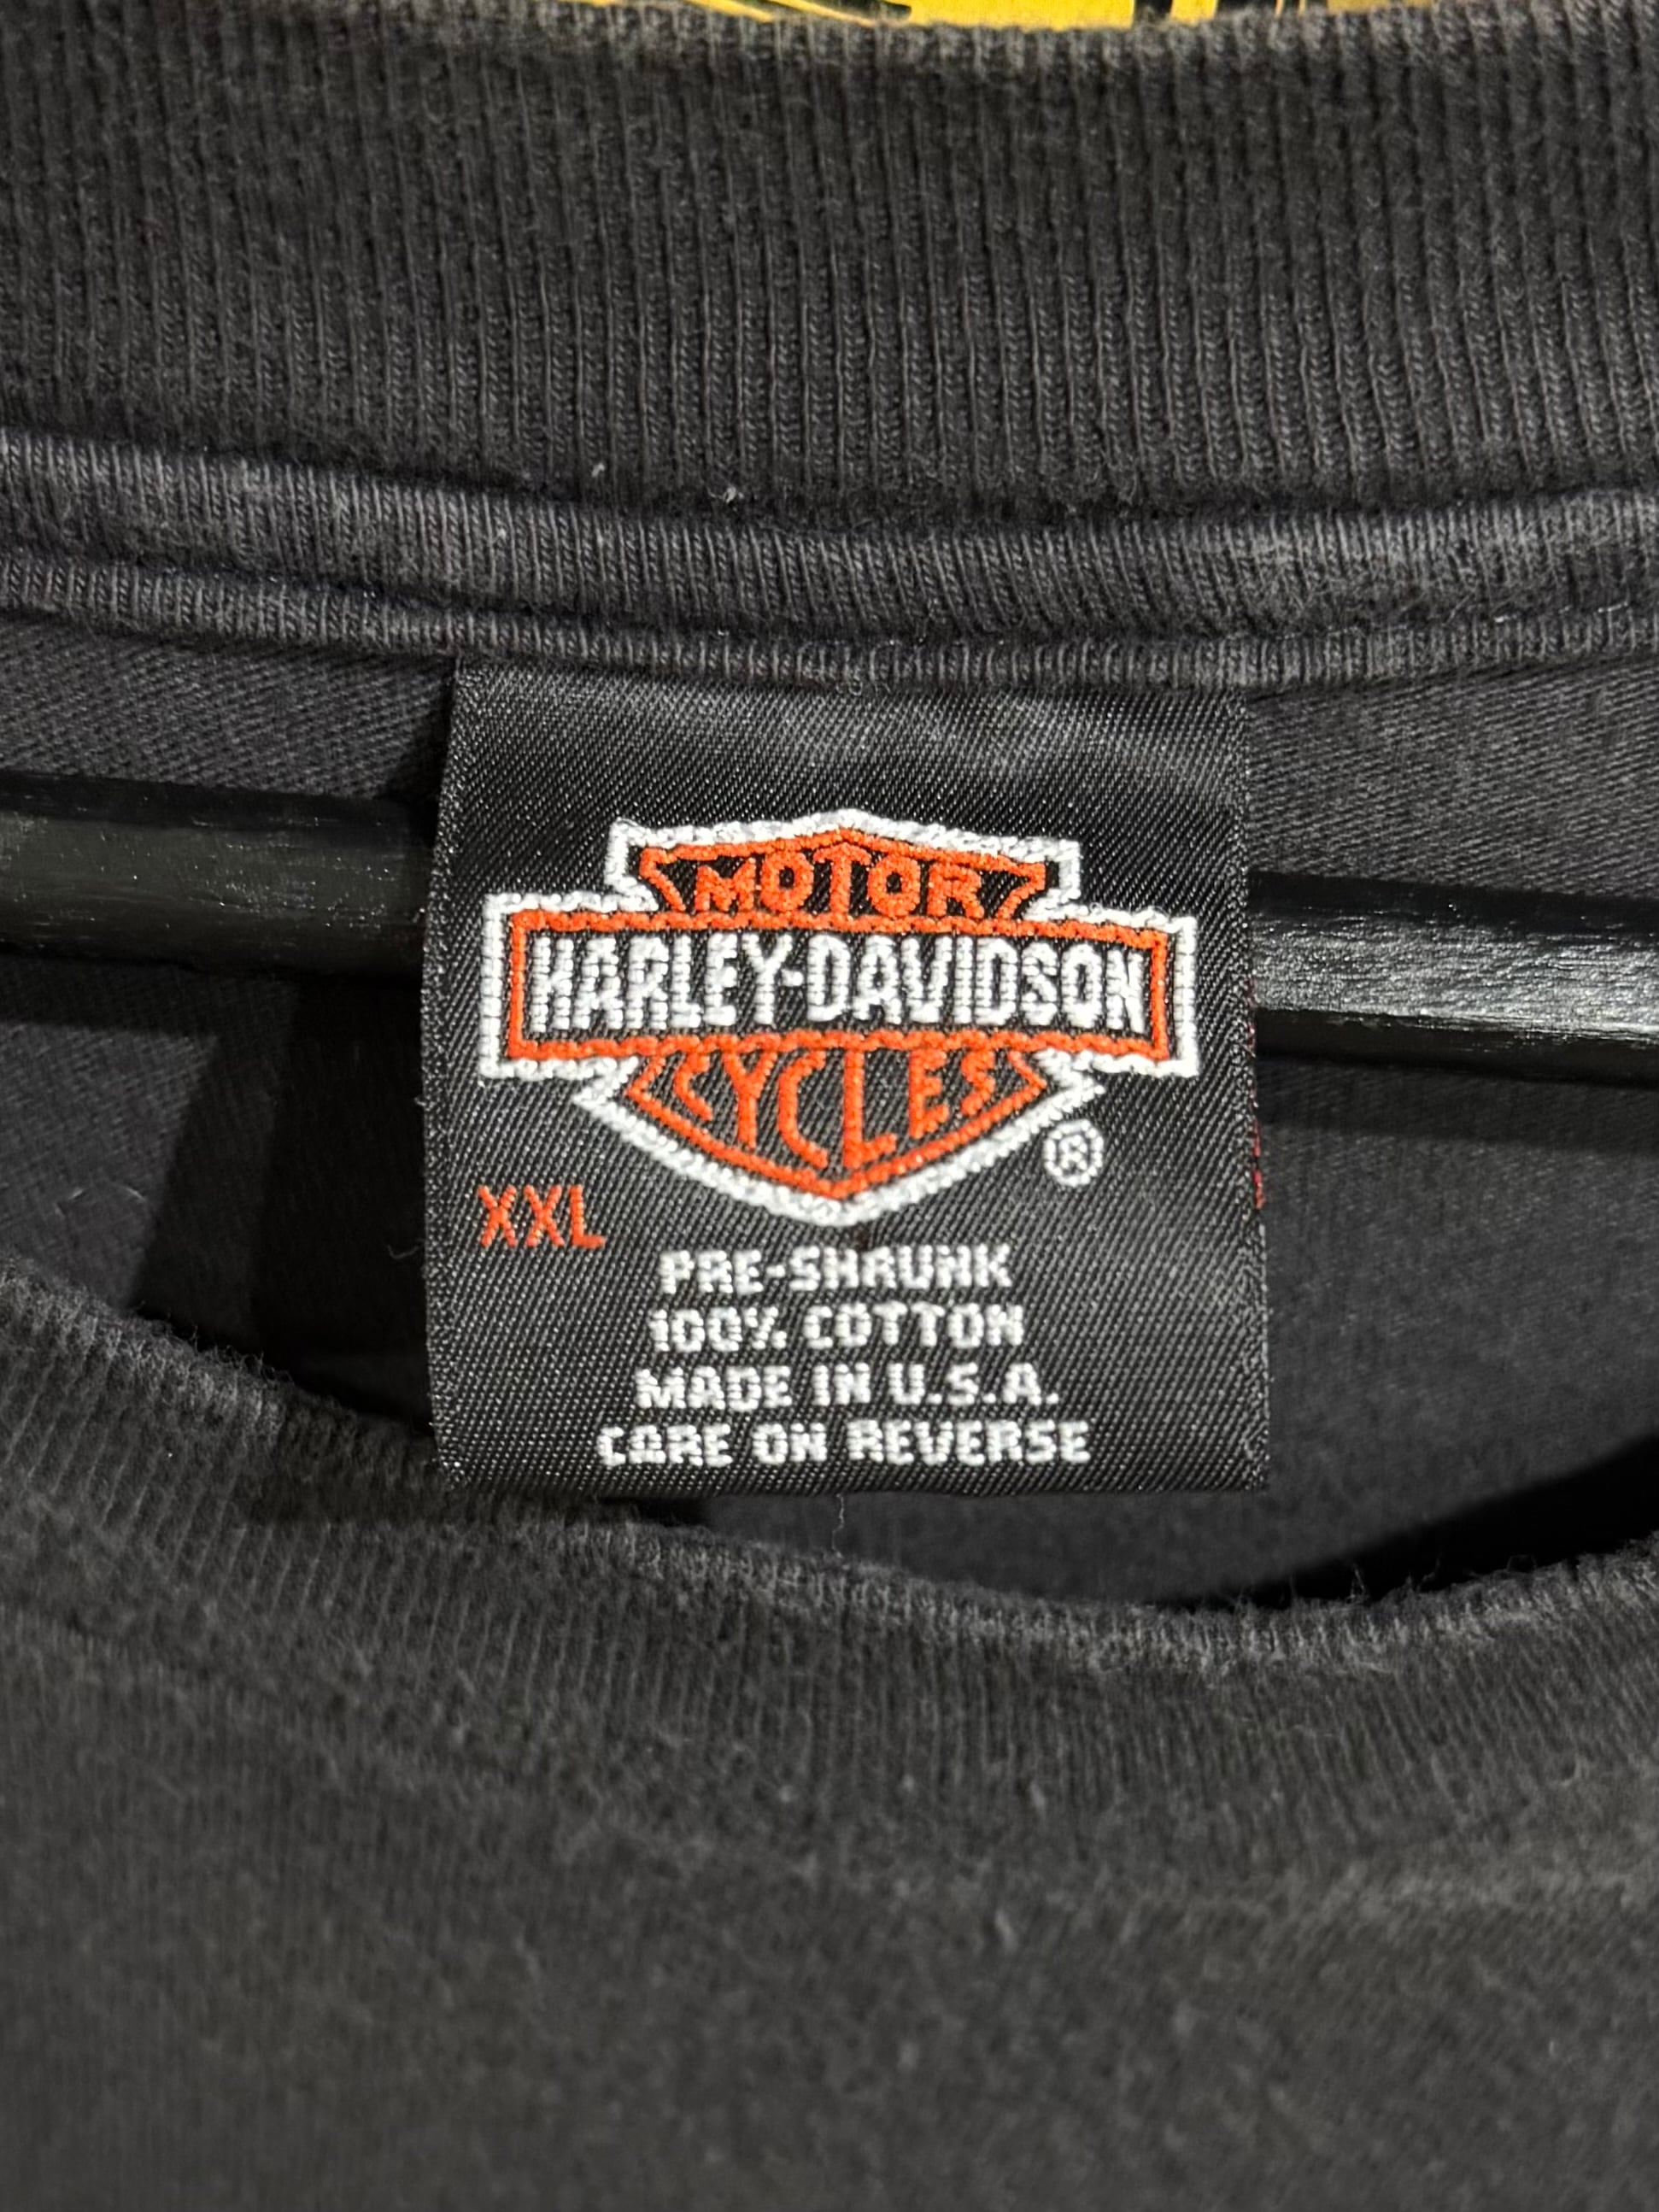 MOTOR
HARLEY-DAVIDSON
CYCLES
®
XXL
PRE-SHRUNK
100% COTTON
MADE IN U.S.A.
CARE ON REVERSE